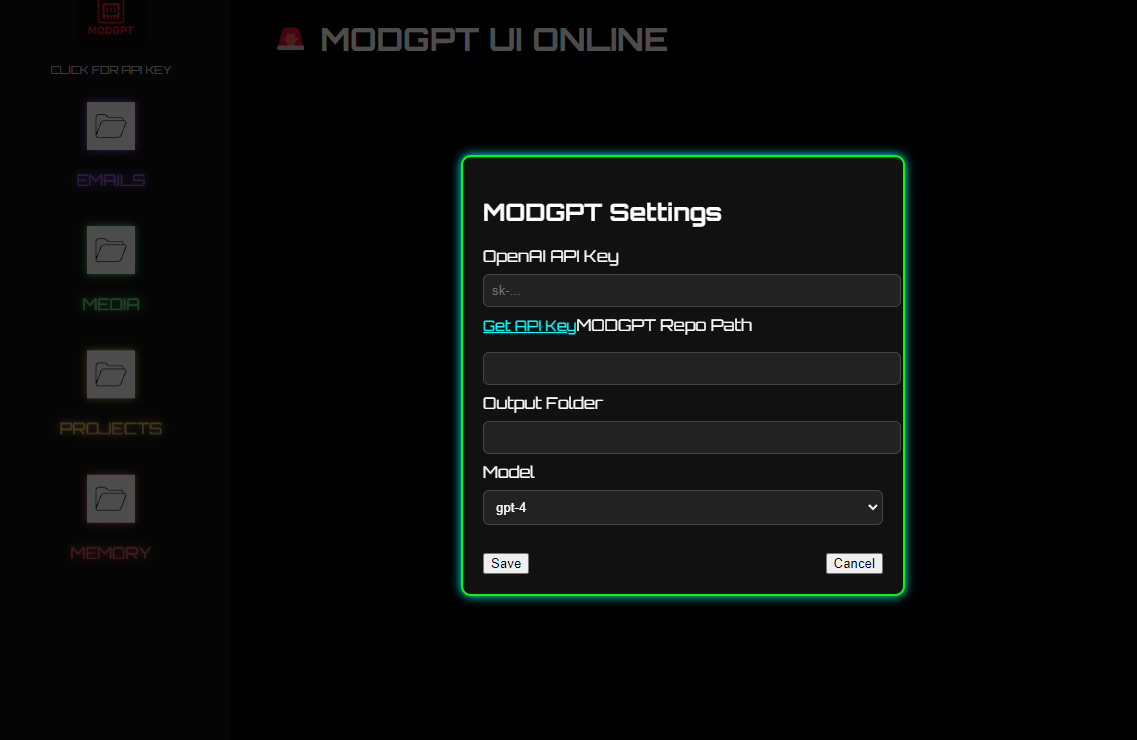 MODGPT
CLICK FOR API KEY
EMAILS
MEDIA
PROJECTS
MEMORY
🚨 MODGPT UI ONLINE
MODGPT Settings
OpenAI API Key
sk-...
Get API KeyMODGPT Repo Path
Output Folder
Model
gpt-4
Save Cancel